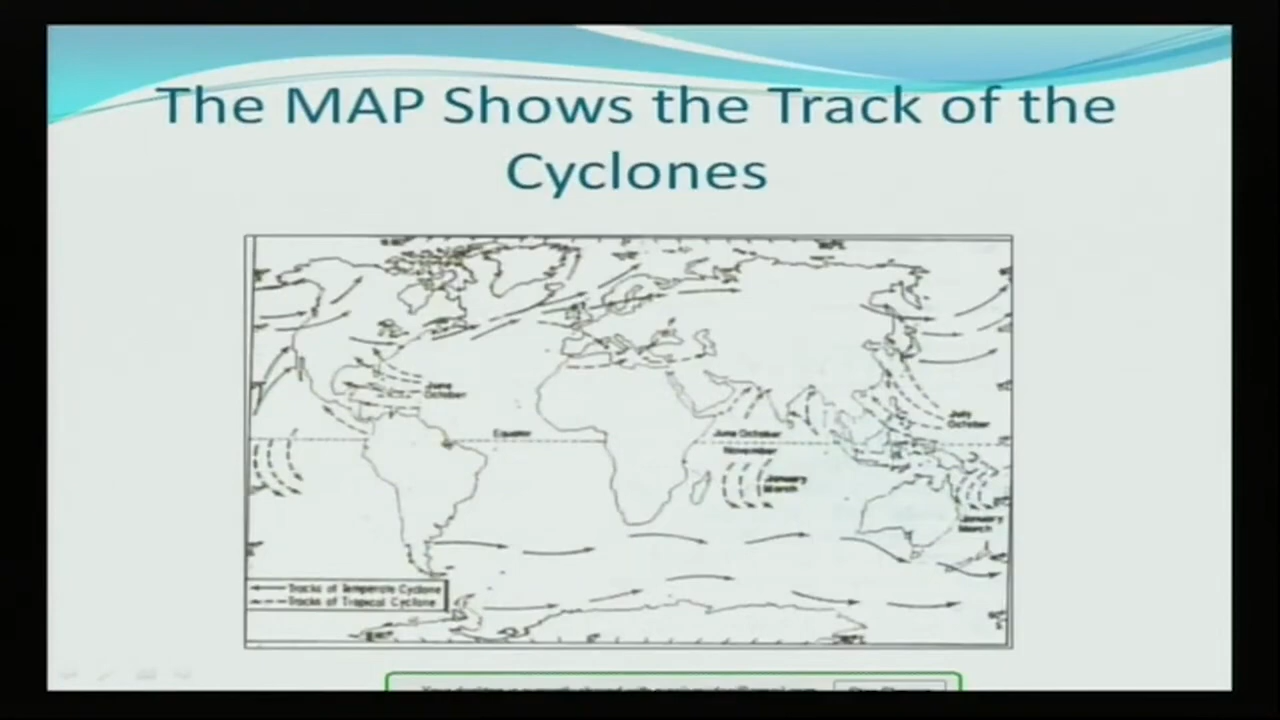 The MAP Shows the Track of the
Cyclones
June
October
July
October
Equator
June October
November
January
March
January
March
Tracks of Temperate Cyclone
Tracks of Tropical Cyclone